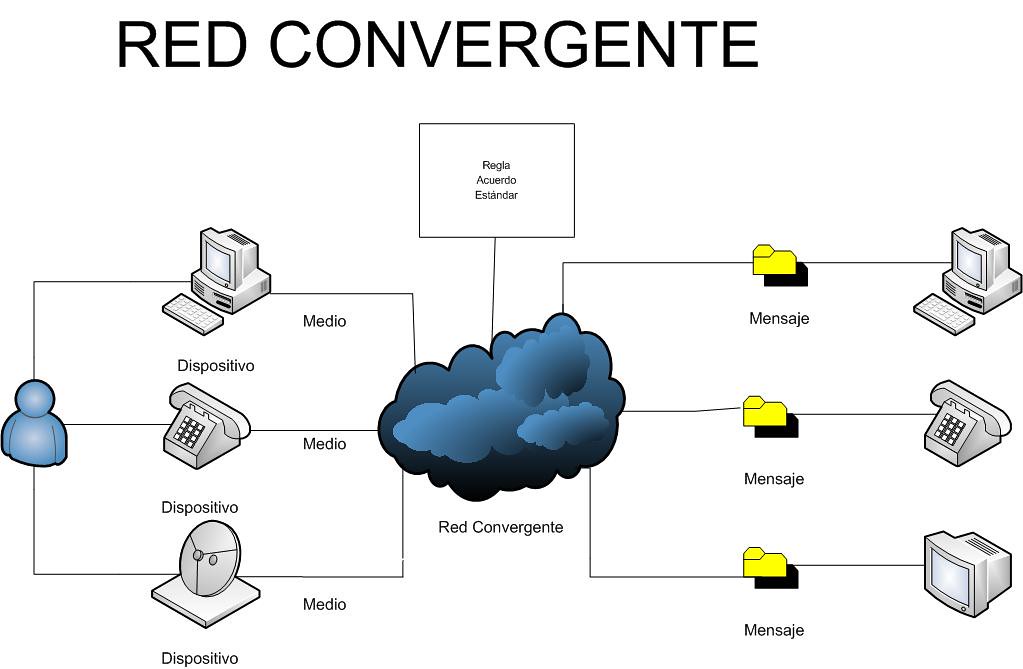 RED CONVERGENTE
Regla
Acuerdo
Estándar
Medio
Mensaje
Dispositivo
Medio
Mensaje
Dispositivo
Red Convergente
Medio
Mensaje
Dispositivo